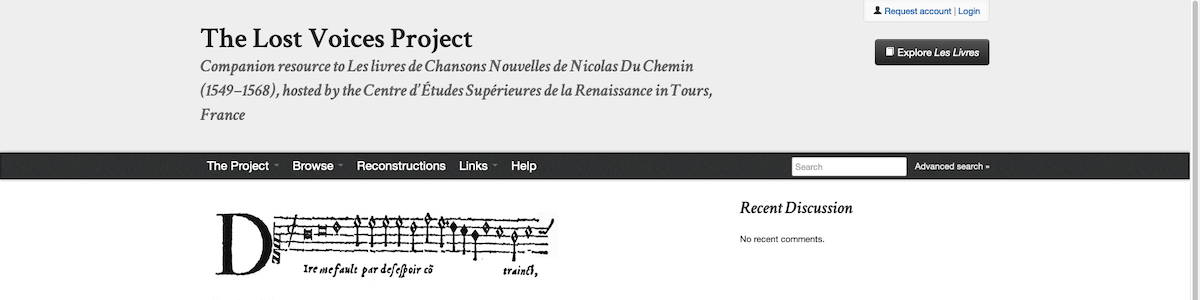 Request account | Login
The Lost Voices Project
Explore Les Livres
Companion resource to Les livres de Chansons Nouvelles de Nicolas Du Chemin
(1549–1568), hosted by the Centre d'Études Supérieures de la Renaissance in Tours,
France
The Project Browse Reconstructions Links Help Search Advanced search »
Recent Discussion
No recent comments.
D
Ire me fault par deſeſpoir cõ trainct,